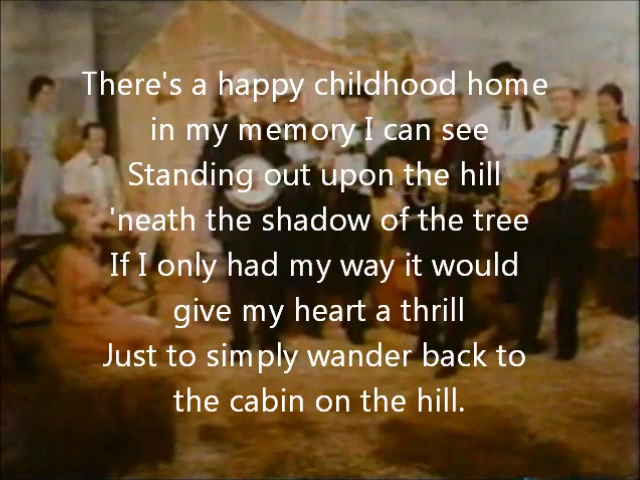 There's a happy childhood home
in my memory I can see
Standing out upon the hill
'neath the shadow of the tree
If I only had my way it would
give my heart a thrill
Just to simply wander back to
the cabin on the hill.